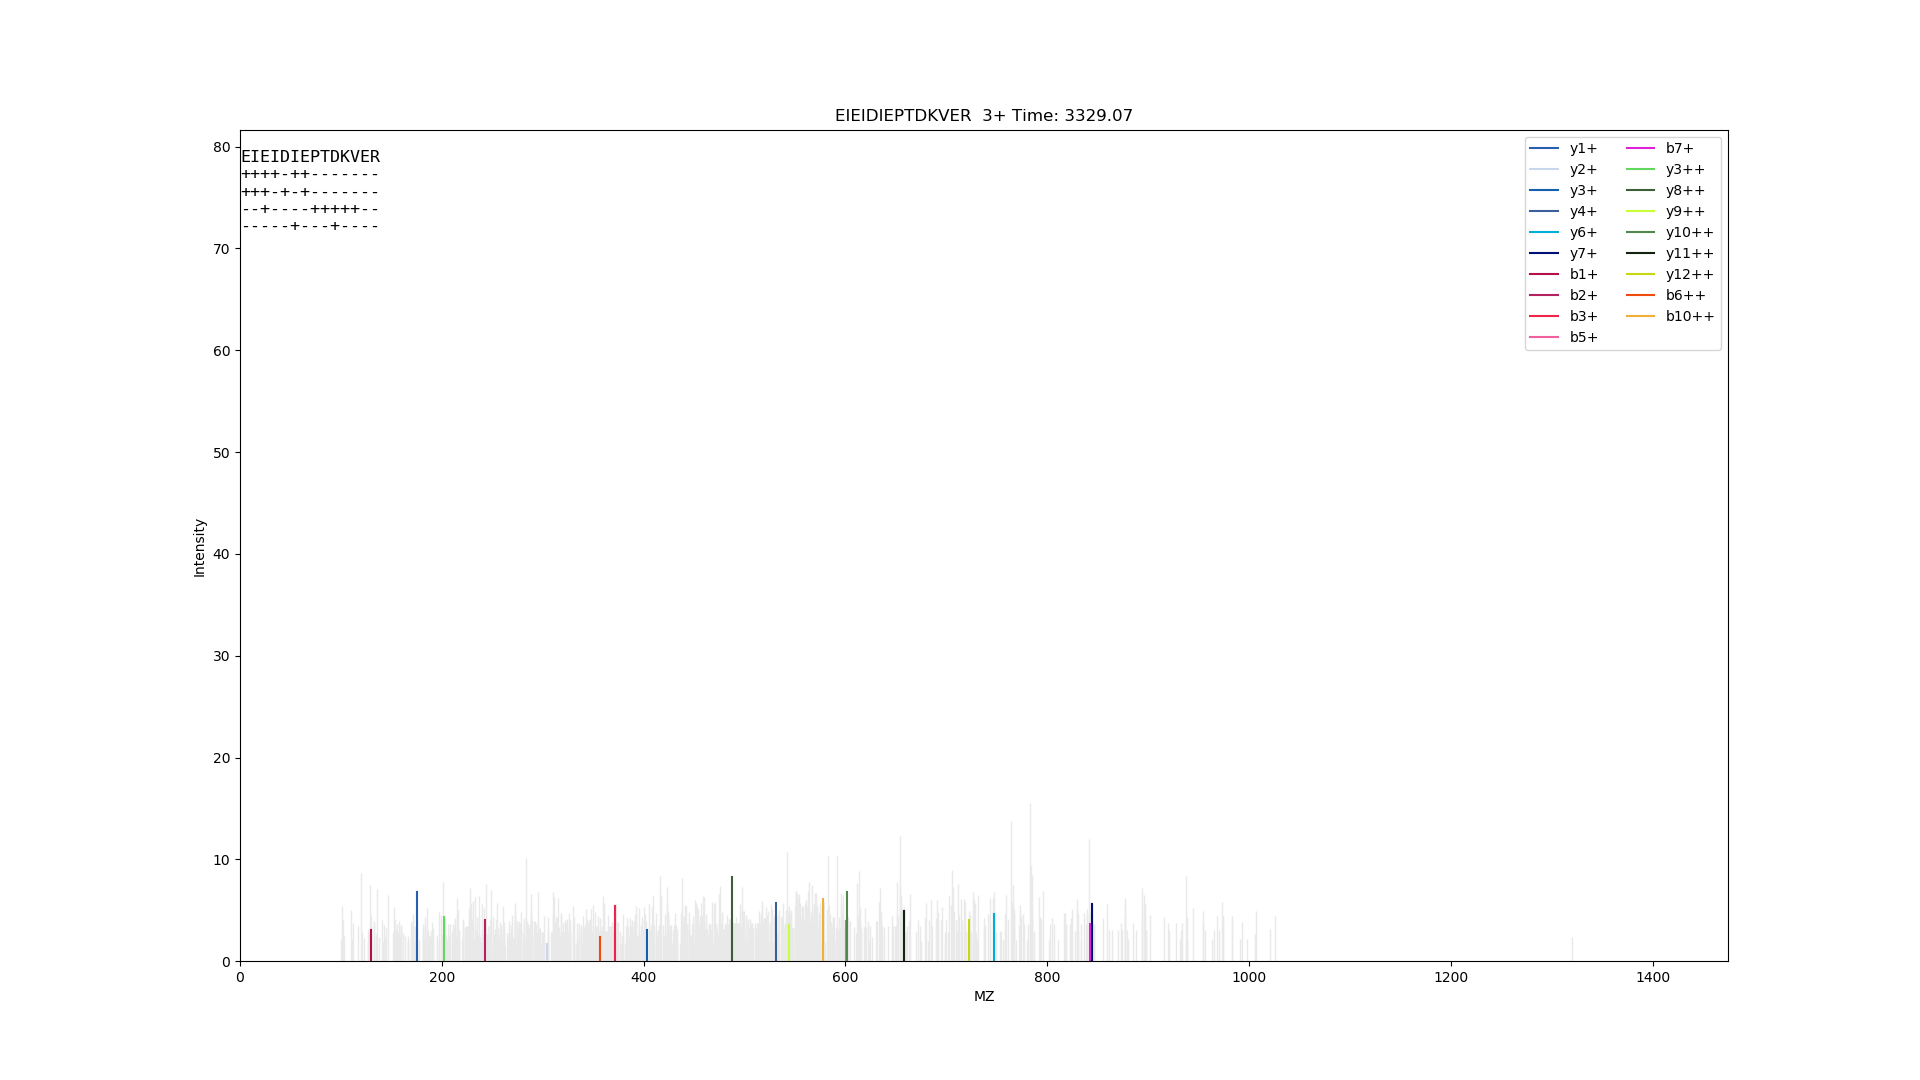 EIEIDIEPTDKVER  3+ Time: 3329.07
EIEIDIEPTDKVER
++++-++-------
+++-+-+-------
--+----+++++--
-----+---+----
y1+
y2+
y3+
y4+
y6+
y7+
b1+
b2+
b3+
b5+
b7+
y3++
y8++
y9++
y10++
y11++
y12++
b6++
b10++
80
70
60
50
40
30
20
10
0
Intensity
0 200 400 600 800 1000 1200 1400
MZ